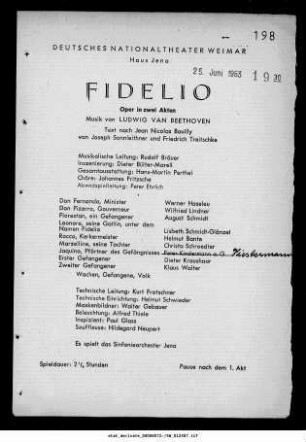 198
DEUTSCHES NATIONALTHEATER WEIMAR
Haus Jena
25. Juni 1963 19 30
FIDELIO
Oper in zwei Akten
Musik von LUDWIG VAN BEETHOVEN
Text nach Jean Nicolas Bouilly
von Joseph Sonnleithner und Friedrich Treitschke
Musikalische Leitung: Rudolf Bräuer
Inszenierung: Dieter Bülter-Marell
Gesamtausstattung: Hans-Martin Perthel
Chöre: Johannes Fritzsche
Abendspielleitung: Peter Ehrlich
Don Fernando, Minister Werner Haseleu
Don Pizarro, Gouverneur Wilfried Lindner
Florestan, ein Gefangener August Schmidt
Leonore, seine Gattin, unter dem
Namen Fidelio Lisbeth Schmidt-Glänzel
Rocco, Kerkermeister Helmut Bante
Marzelline, seine Tochter Christa Schroedter
Jaquino, Pförtner des Gefängnisses Peter Kindermann a. G.
Erster Gefangener Dieter Krasshaar
Zweiter Gefangener Klaus Walter
Wachen, Gefangene, Volk
Technische Leitung: Kurt Pratschner
Technische Einrichtung: Helmut Schwieder
Maskenbildner: Walter Gebauer
Beleuchtung: Alfred Thiele
Inspizient: Paul Glass
Souffleuse: Hildegard Neupert
Es spielt das Sinfonieorchester Jena
Spieldauer: 2½ Stunden Pause nach dem 1. Akt